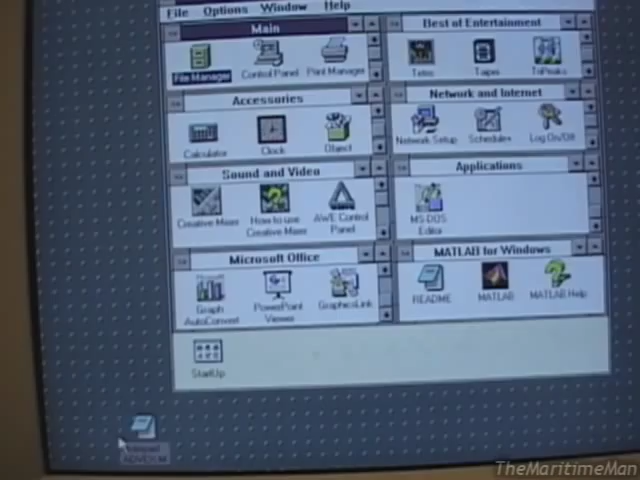 File Options Window Help
Main
File Manager
Control Panel
Print Manager
Best of Entertainment
Tetris
Taipei
TriPeaks
Accessories
Calculator
Clock
Object
Network and Internet
Network Setup
Schedule+
Log On/Off
Sound and Video
Creative Mixer
How to use
Creative Mixer
AWE Control
Panel
Applications
MS-DOS
Editor
Microsoft Office
Microsoft
Graph
AutoConvert
PowerPoint
Viewer
GraphicsLink
MATLAB for Windows
README
MATLAB
MATLAB Help
StartUp
TheMaritimeMan